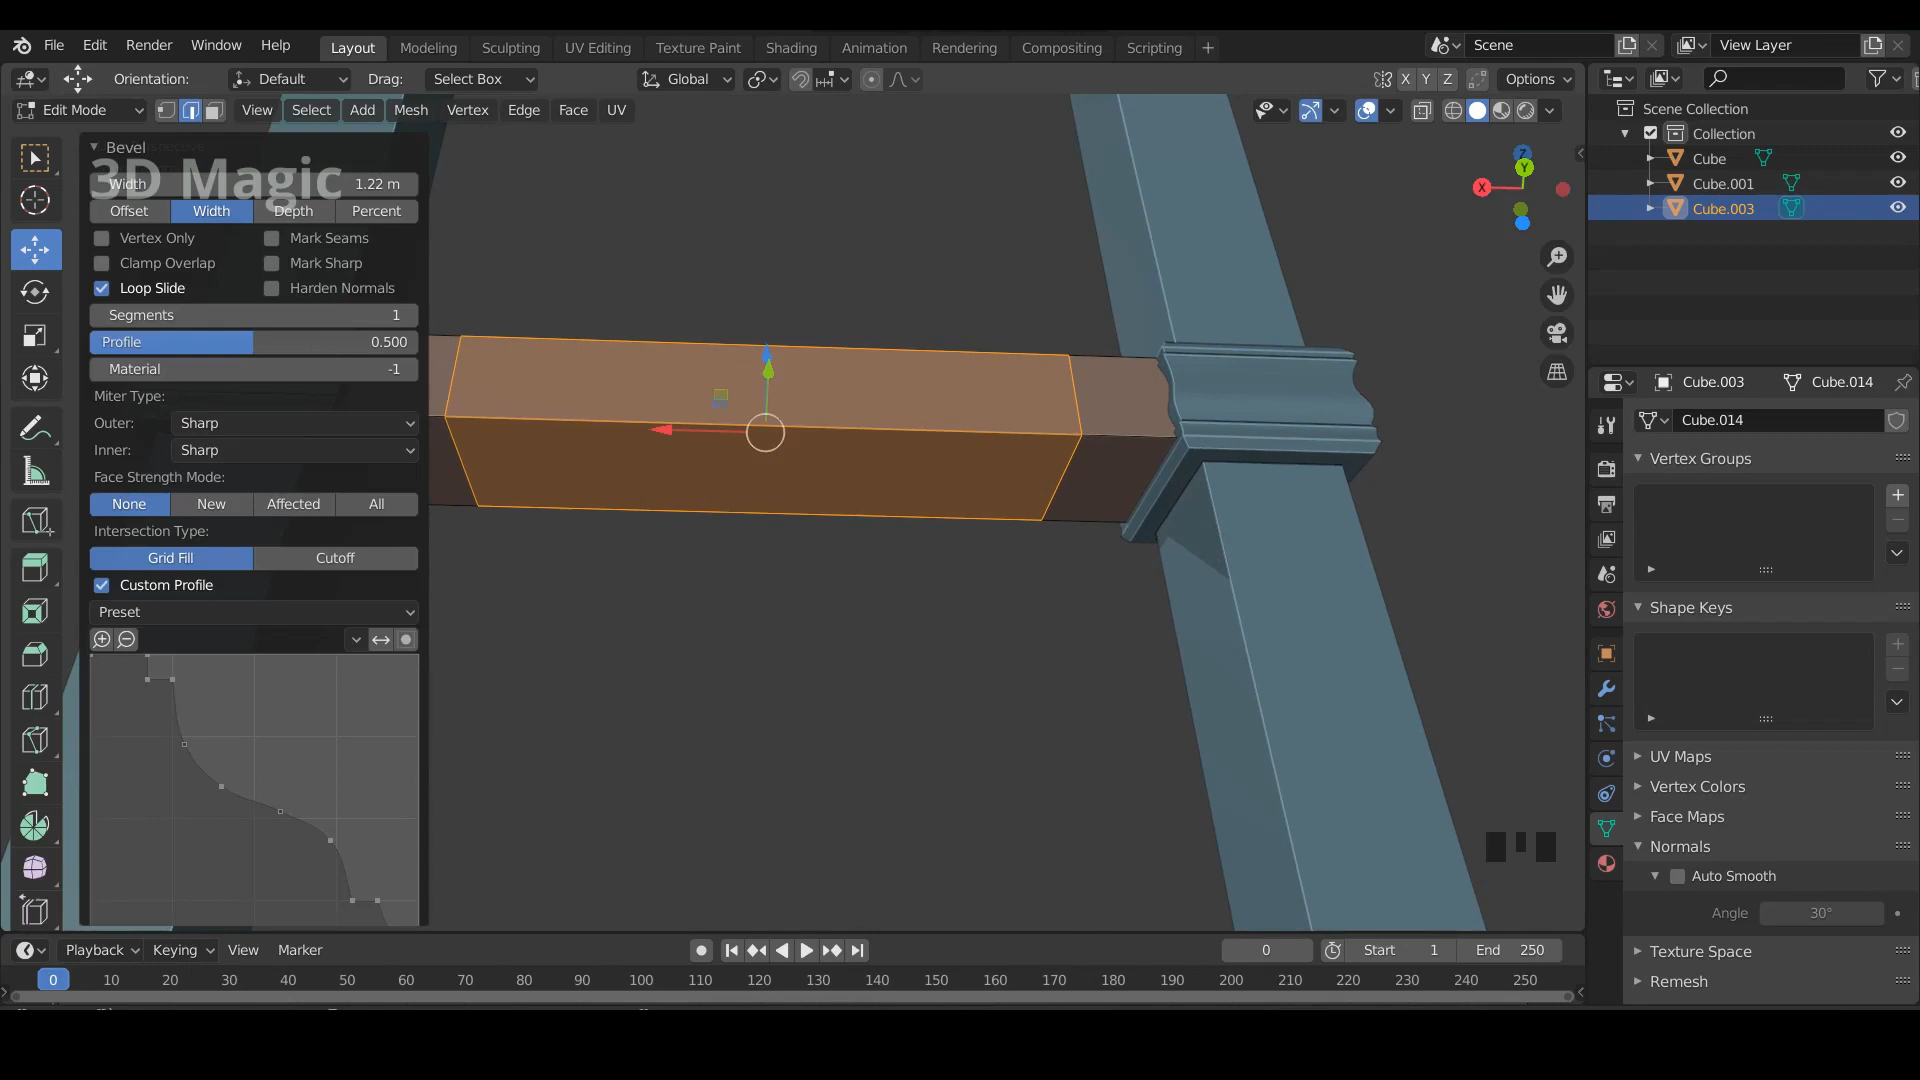 File Edit Render Window Help Layout Modeling Sculpting UV Editing Texture Paint Shading Animation Rendering Compositing Scripting + Scene View Layer
Orientation: Default Drag: Select Box Global X Y Z Options
Edit Mode View Select Add Mesh Vertex Edge Face UV
Scene Collection
Collection
Cube
Cube.001
Cube.003
Bevel
3D Magic
Width 1.22 m
Offset Width Depth Percent
Vertex Only Mark Seams
Clamp Overlap Mark Sharp
Loop Slide Harden Normals
Segments 1
Profile 0.500
Material -1
Miter Type:
Outer: Sharp
Inner: Sharp
Face Strength Mode:
None New Affected All
Intersection Type:
Grid Fill Cutoff
Custom Profile
Preset
Z
Y
X
Cube.003 Cube.014
Cube.014
Vertex Groups
Shape Keys
UV Maps
Vertex Colors
Face Maps
Normals
Auto Smooth
Angle 30°
Texture Space
Remesh
Playback Keying View Marker 0 Start 1 End 250
0 10 20 30 40 50 60 70 80 90 100 110 120 130 140 150 160 170 180 190 200 210 220 230 240 250